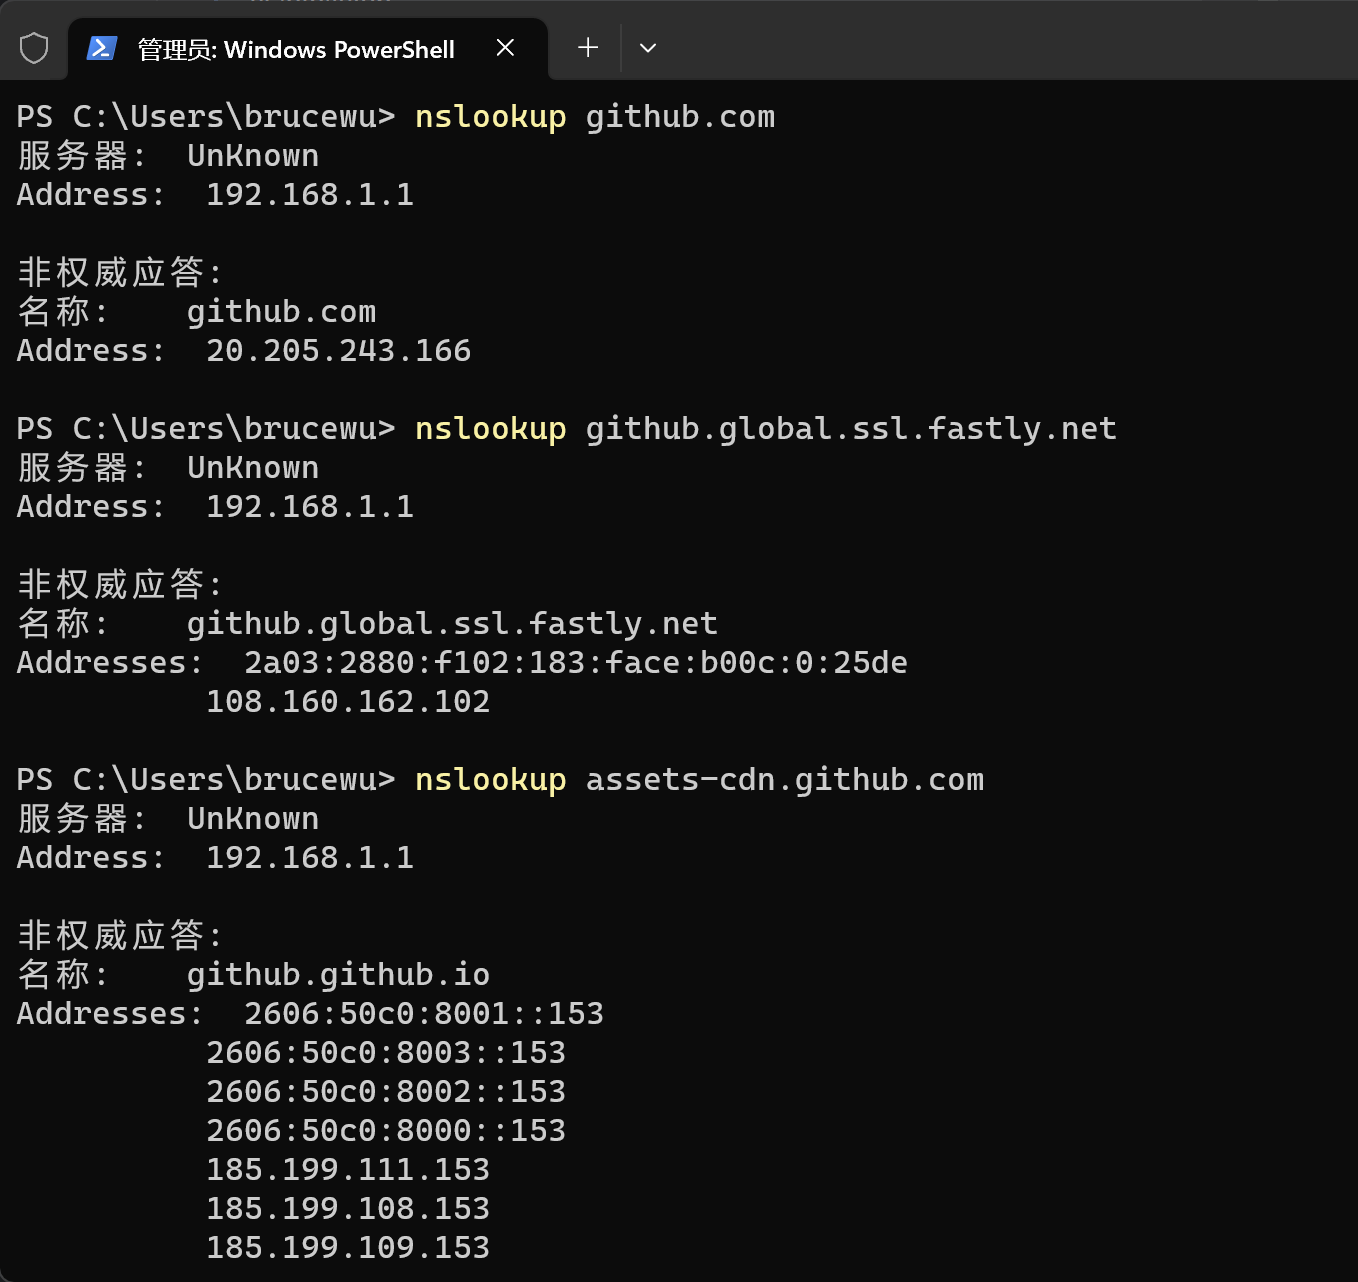 管理员: Windows PowerShell
PS C:\Users\brucewu> nslookup github.com
服务器:  UnKnown
Address:  192.168.1.1
非权威应答:
名称:    github.com
Address:  20.205.243.166
PS C:\Users\brucewu> nslookup github.global.ssl.fastly.net
服务器:  UnKnown
Address:  192.168.1.1
非权威应答:
名称:    github.global.ssl.fastly.net
Addresses:  2a03:2880:f102:183:face:b00c:0:25de
          108.160.162.102
PS C:\Users\brucewu> nslookup assets-cdn.github.com
服务器:  UnKnown
Address:  192.168.1.1
非权威应答:
名称:    github.github.io
Addresses:  2606:50c0:8001::153
          2606:50c0:8003::153
          2606:50c0:8002::153
          2606:50c0:8000::153
          185.199.111.153
          185.199.108.153
          185.199.109.153